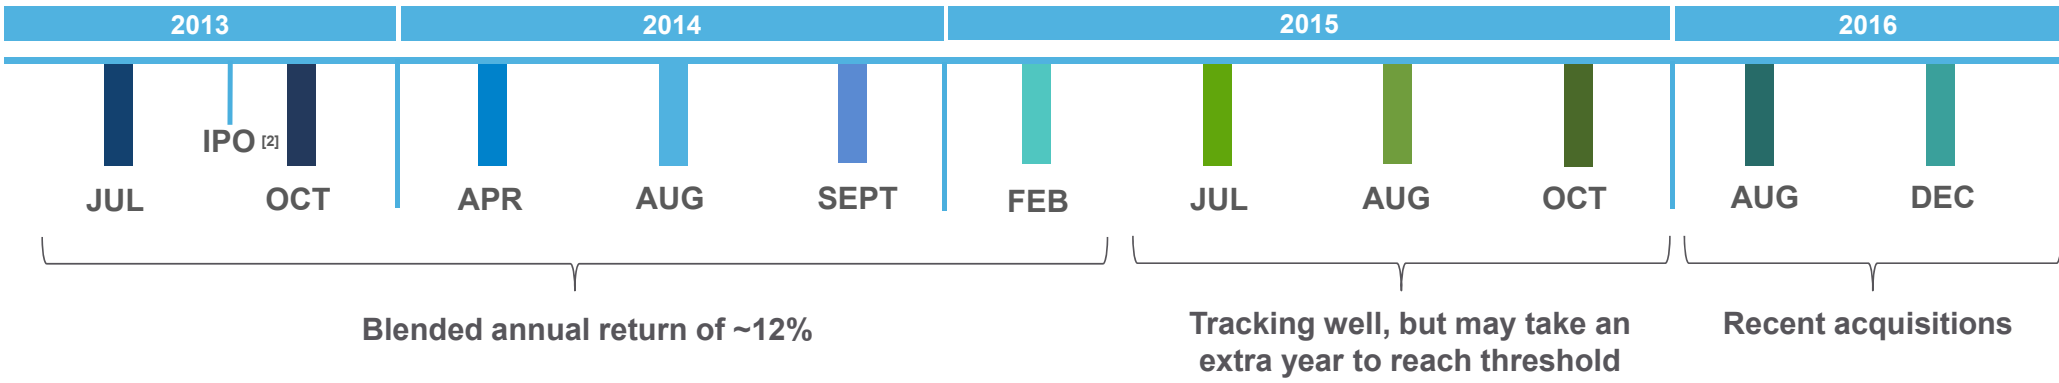 2013 2014 2015 2016
IPO [2]
JUL OCT APR AUG SEPT FEB JUL AUG OCT AUG DEC
Blended annual return of ~12%
Tracking well, but may take an
extra year to reach threshold
Recent acquisitions